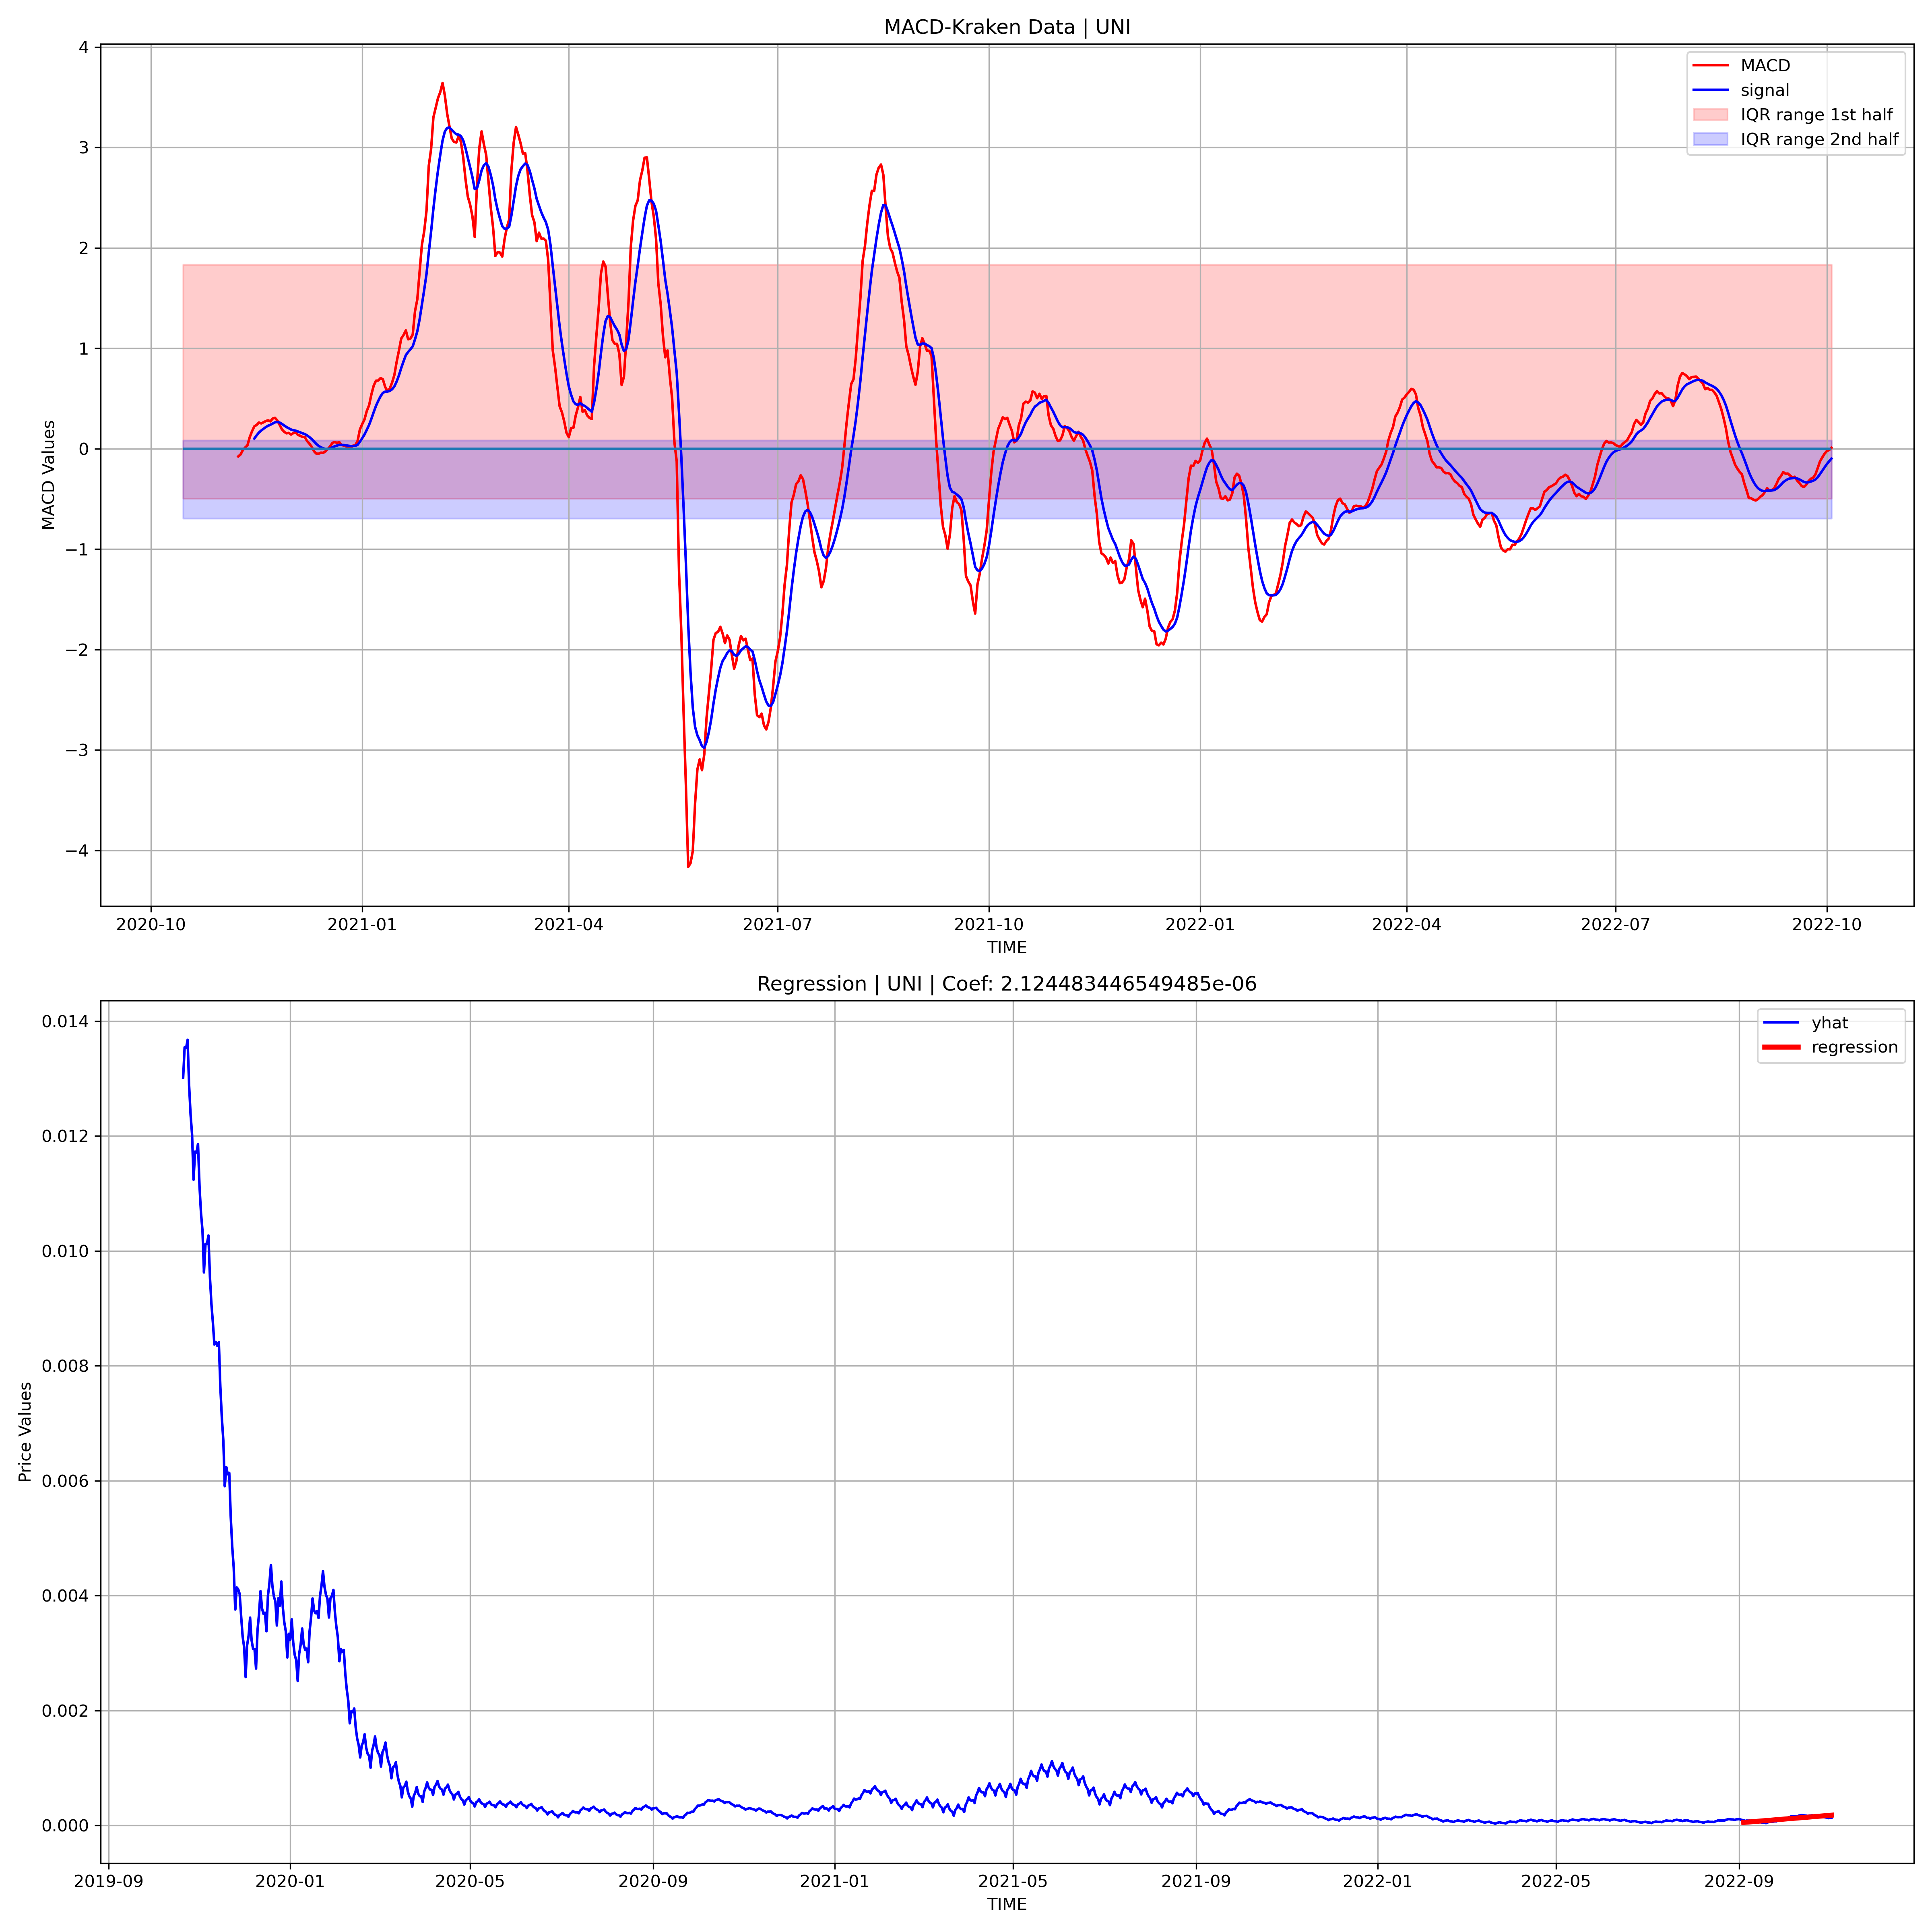 MACD-Kraken Data | UNI
MACD
signal
IQR range 1st half
IQR range 2nd half
4
3
2
1
0
−1
−2
−3
−4
MACD Values
2020-10 2021-01 2021-04 2021-07 2021-10 2022-01 2022-04 2022-07 2022-10
TIME
Regression | UNI | Coef: 2.124483446549485e-06
yhat
regression
0.014
0.012
0.010
0.008
0.006
0.004
0.002
0.000
Price Values
2019-09 2020-01 2020-05 2020-09 2021-01 2021-05 2021-09 2022-01 2022-05 2022-09
TIME